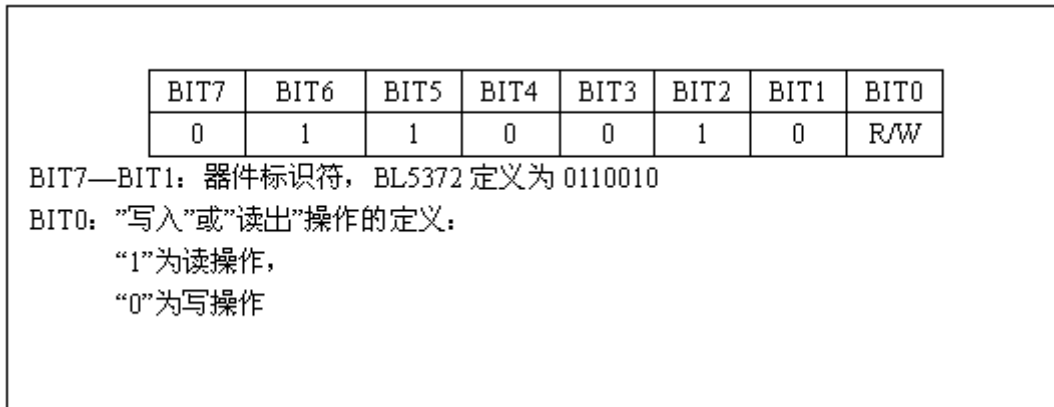 BIT7 BIT6 BIT5 BIT4 BIT3 BIT2 BIT1 BIT0
0 1 1 0 0 1 0 R/W
BIT7—BIT1：器件标识符，BL5372 定义为 0110010
BIT0：”写入”或”读出”操作的定义：
“1”为读操作，
“0”为写操作